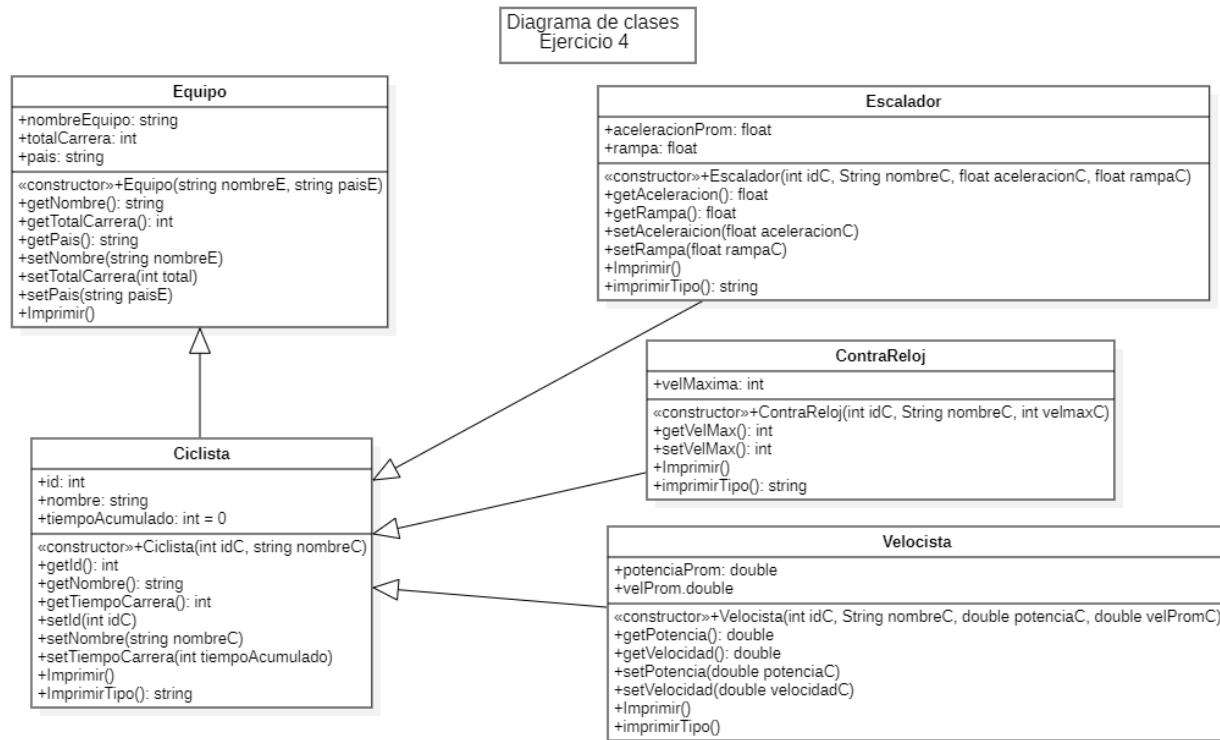 Diagrama de clases
Ejercicio 4
Equipo
+nombreEquipo: string
+totalCarrera: int
+pais: string
«constructor»+Equipo(string nombreE, string paisE)
+getNombre(): string
+getTotalCarrera(): int
+getPais(): string
+setNombre(string nombreE)
+setTotalCarrera(int total)
+setPais(string paisE)
+Imprimir()
Escalador
+aceleracionProm: float
+rampa: float
«constructor»+Escalador(int idC, String nombreC, float aceleracionC, float rampaC)
+getAceleracion(): float
+getRampa(): float
+setAceleraicion(float aceleracionC)
+setRampa(float rampaC)
+Imprimir()
+imprimirTipo(): string
ContraReloj
+velMaxima: int
«constructor»+ContraReloj(int idC, String nombreC, int velmaxC)
+getVelMax(): int
+setVelMax(): int
+Imprimir()
+imprimirTipo(): string
Ciclista
+id: int
+nombre: string
+tiempoAcumulado: int = 0
«constructor»+Ciclista(int idC, string nombreC)
+getId(): int
+getNombre(): string
+getTiempoCarrera(): int
+setId(int idC)
+setNombre(string nombreC)
+setTiempoCarrera(int tiempoAcumulado)
+Imprimir()
+ImprimirTipo(): string
Velocista
+potenciaProm: double
+velProm.double
«constructor»+Velocista(int idC, String nombreC, double potenciaC, double velPromC)
+getPotencia(): double
+getVelocidad(): double
+setPotencia(double potenciaC)
+setVelocidad(double velocidadC)
+Imprimir()
+imprimirTipo()